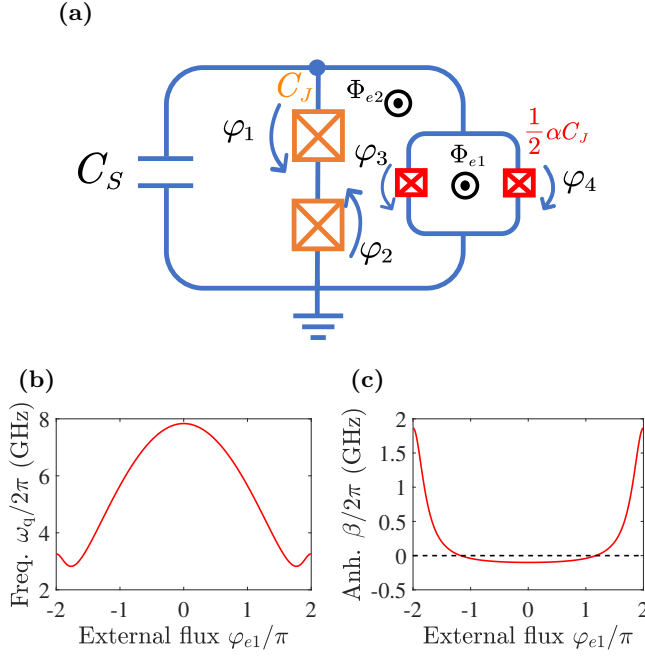 (a)
C_J
Φ_e2
φ_1
1/2 αC_J
φ_3
Φ_e1
φ_4
C_S
φ_2
(b)
(c)
Freq. ω_q/2π (GHz)
8
6
4
2
-2
-1
0
1
2
External flux φ_e1/π
Anh. β/2π (GHz)
2
1.5
1
0.5
0
-0.5
-2
-1
0
1
2
External flux φ_e1/π